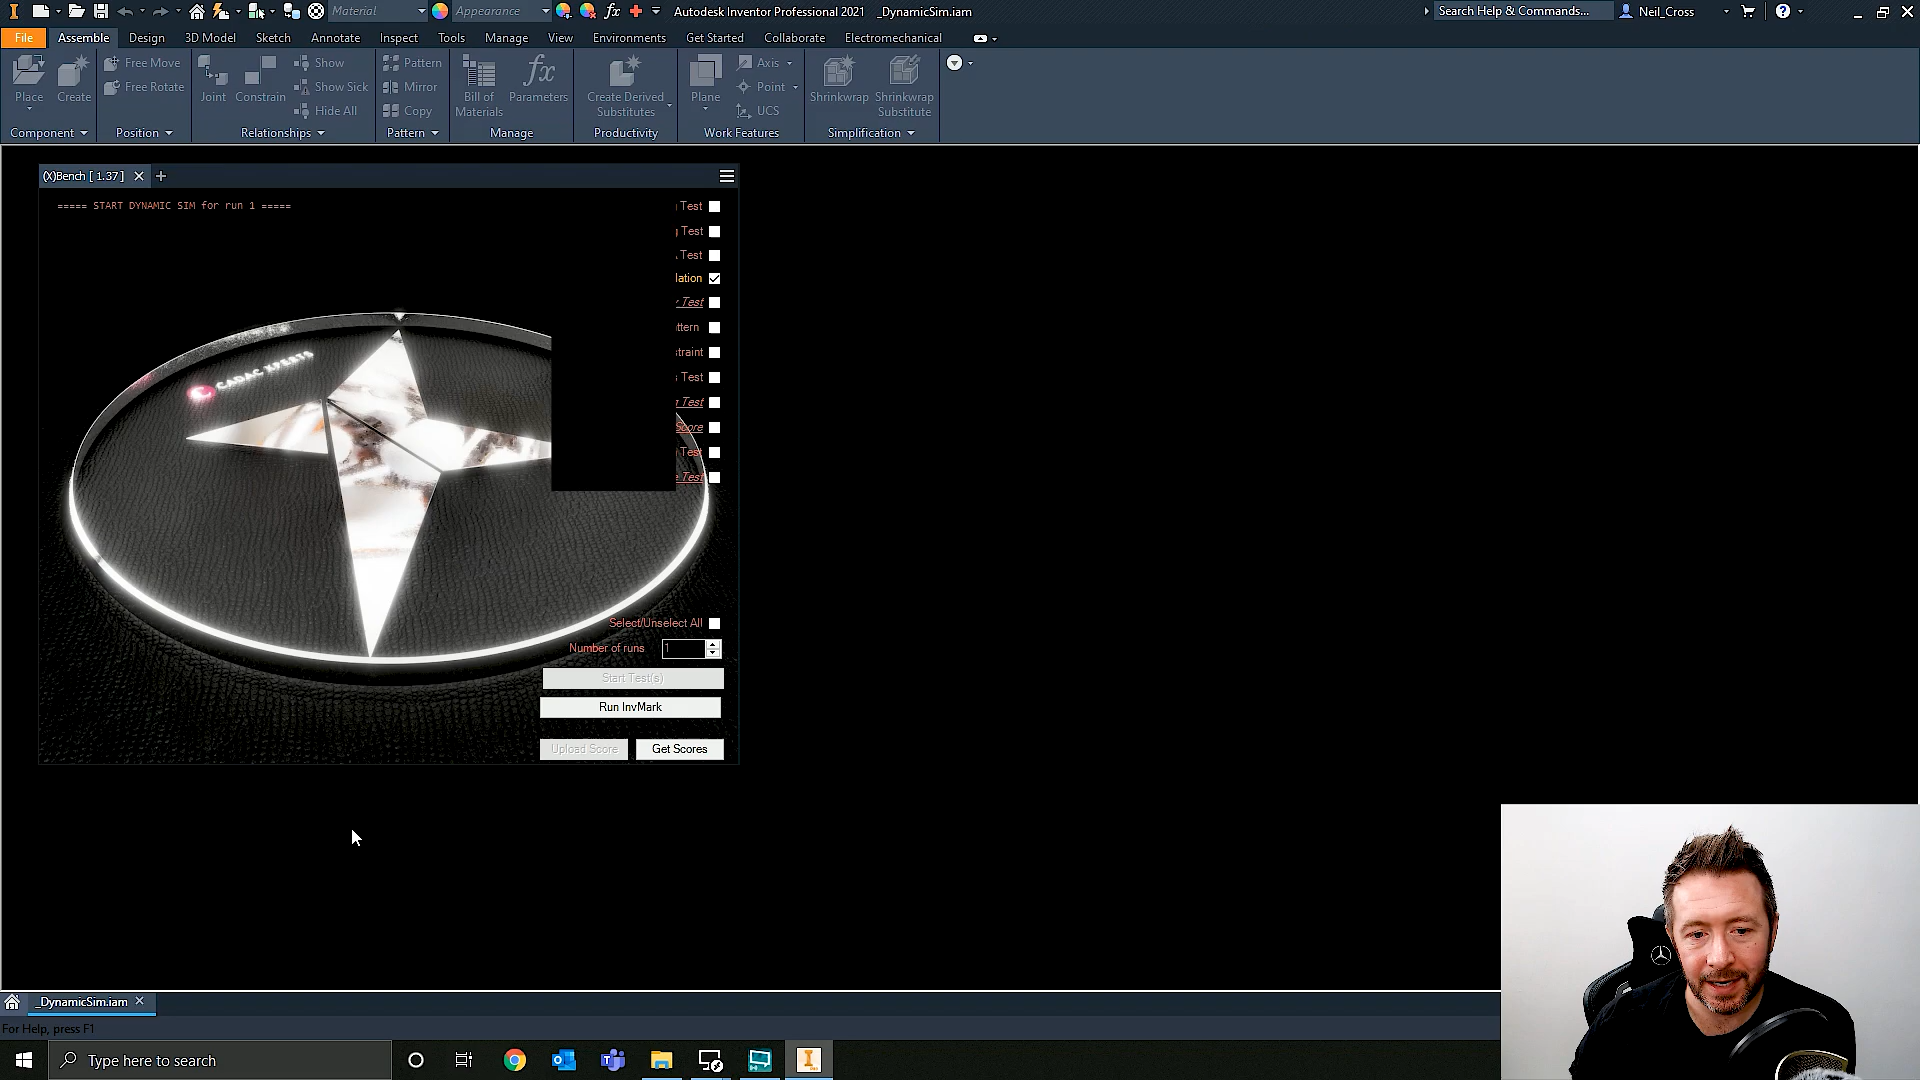 Material
Appearance
Autodesk Inventor Professional 2021 _DynamicSim.iam
Search Help & Commands...
Neil_Cross
File
Assemble
Design
3D Model
Sketch
Annotate
Inspect
Tools
Manage
View
Environments
Get Started
Collaborate
Electromechanical
Place
Create
Free Move
Free Rotate
Joint
Constrain
Show
Show Sick
Hide All
Pattern
Mirror
Copy
Bill of Materials
fx
Parameters
Create Derived Substitutes
Plane
Axis
Point
UCS
Shrinkwrap
Shrinkwrap Substitute
Component
Position
Relationships
Pattern
Manage
Productivity
Work Features
Simplification
(X)Bench [ 1.37 ]
===== START DYNAMIC SIM for run 1 =====
Test
g Test
Test
lation
Test
ttern
straint
s Test
g Test
Score
Test
e Test
CADAC XPERTS
Select/Unselect All
Number of runs 1
Start Test(s)
Run InvMark
Upload Score
Get Scores
_DynamicSim.iam
For Help, press F1
Type here to search